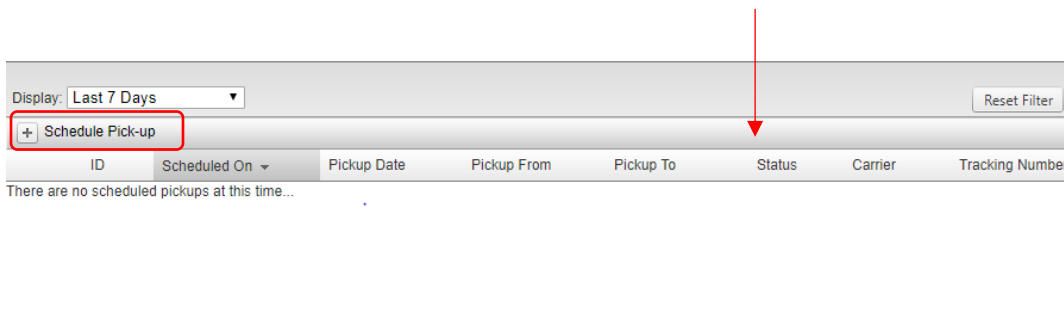 Display: Last 7 Days Reset Filter
+ Schedule Pick-up
ID Scheduled On Pickup Date Pickup From Pickup To Status Carrier Tracking Number
There are no scheduled pickups at this time...